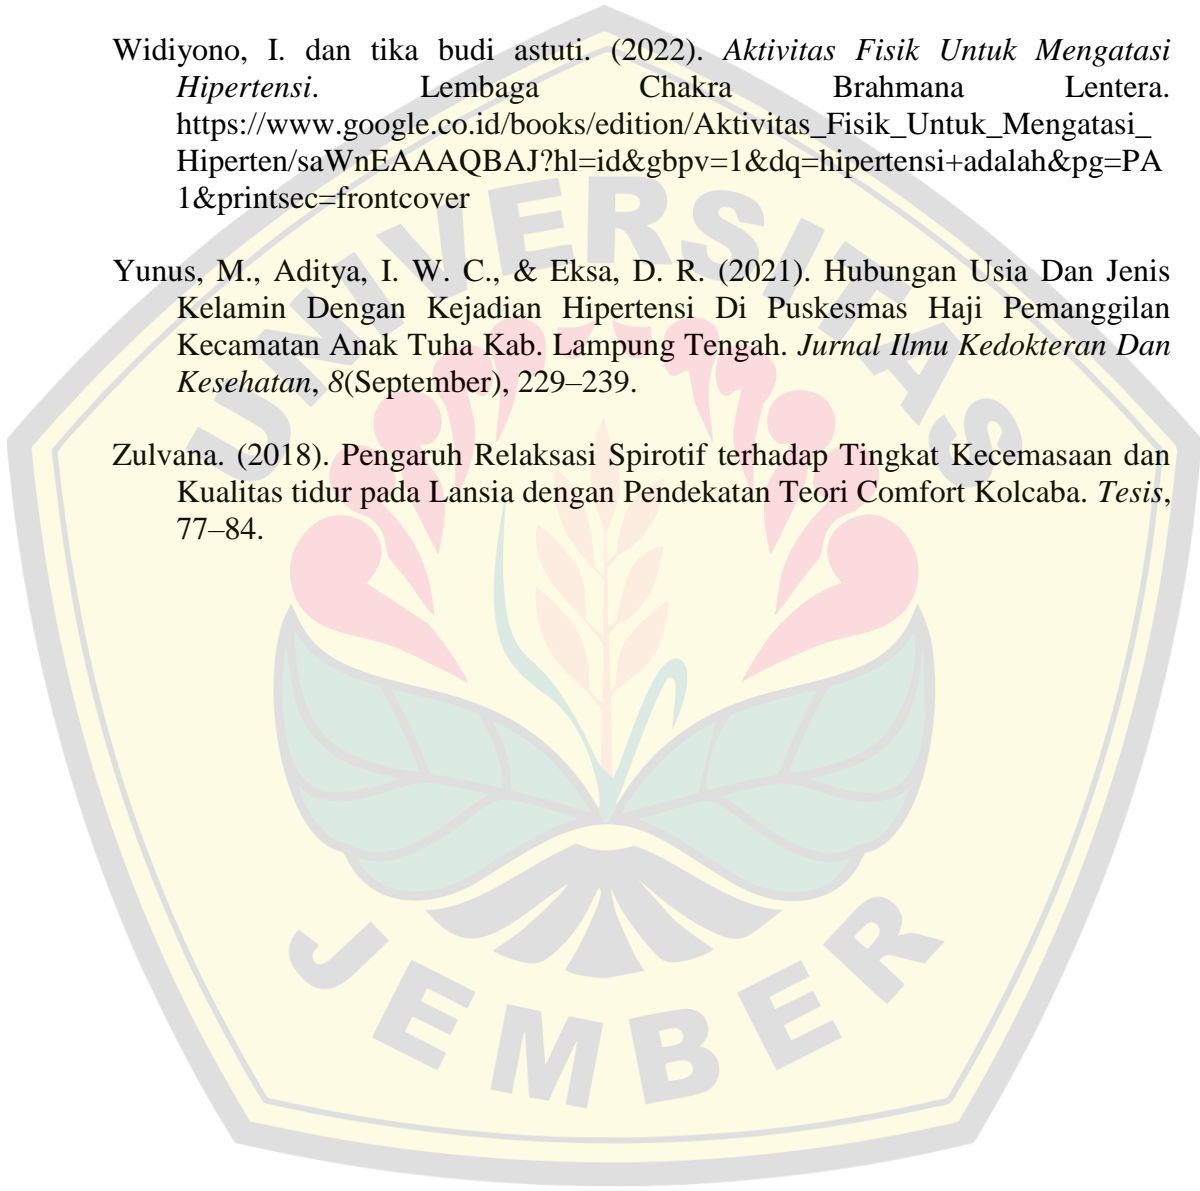 Widiyono, I. dan tika budi astuti. (2022). Aktivitas Fisik Untuk Mengatasi
Hipertensi. Lembaga Chakra Brahmana Lentera.
https://www.google.co.id/books/edition/Aktivitas_Fisik_Untuk_Mengatasi_
Hiperten/saWnEAAAQBAJ?hl=id&gbpv=1&dq=hipertensi+adalah&pg=PA
1&printsec=frontcover
Yunus, M., Aditya, I. W. C., & Eksa, D. R. (2021). Hubungan Usia Dan Jenis
Kelamin Dengan Kejadian Hipertensi Di Puskesmas Haji Pemanggilan
Kecamatan Anak Tuha Kab. Lampung Tengah. Jurnal Ilmu Kedokteran Dan
Kesehatan, 8(September), 229–239.
Zulvana. (2018). Pengaruh Relaksasi Spirotif terhadap Tingkat Kecemasaan dan
Kualitas tidur pada Lansia dengan Pendekatan Teori Comfort Kolcaba. Tesis,
77–84.
UNIVERSITAS
JEMBER